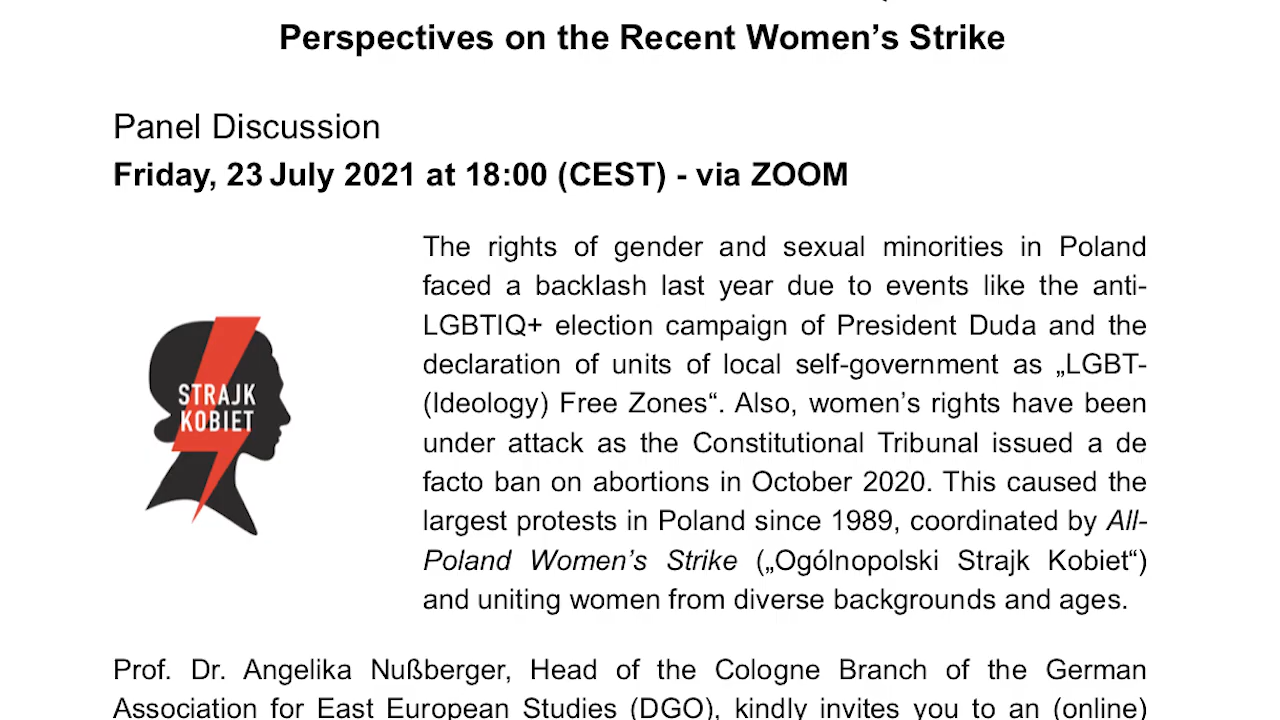 Perspectives on the Recent Women’s Strike
Panel Discussion
Friday, 23 July 2021 at 18:00 (CEST) - via ZOOM
The rights of gender and sexual minorities in Poland
faced a backlash last year due to events like the anti-
LGBTIQ+ election campaign of President Duda and the
declaration of units of local self-government as „LGBT-
(Ideology) Free Zones“. Also, women’s rights have been
under attack as the Constitutional Tribunal issued a de
facto ban on abortions in October 2020. This caused the
largest protests in Poland since 1989, coordinated by All-
Poland Women’s Strike („Ogólnopolski Strajk Kobiet“)
and uniting women from diverse backgrounds and ages.
STRAJK
KOBIET
Prof. Dr. Angelika Nußberger, Head of the Cologne Branch of the German
Association for East European Studies (DGO), kindly invites you to an (online)